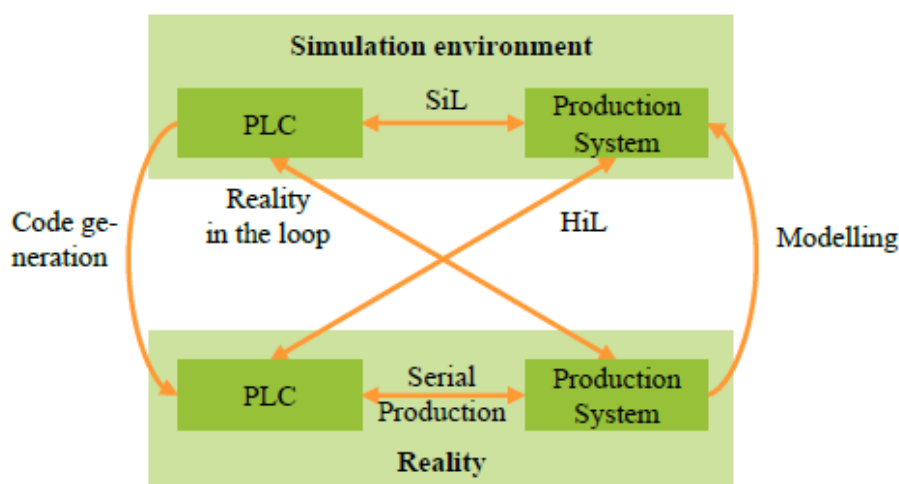 Simulation environment
SiL
PLC
Production
System
Reality
in the loop
HiL
Code ge-
neration
Modelling
PLC
Serial
Production
Production
System
Reality